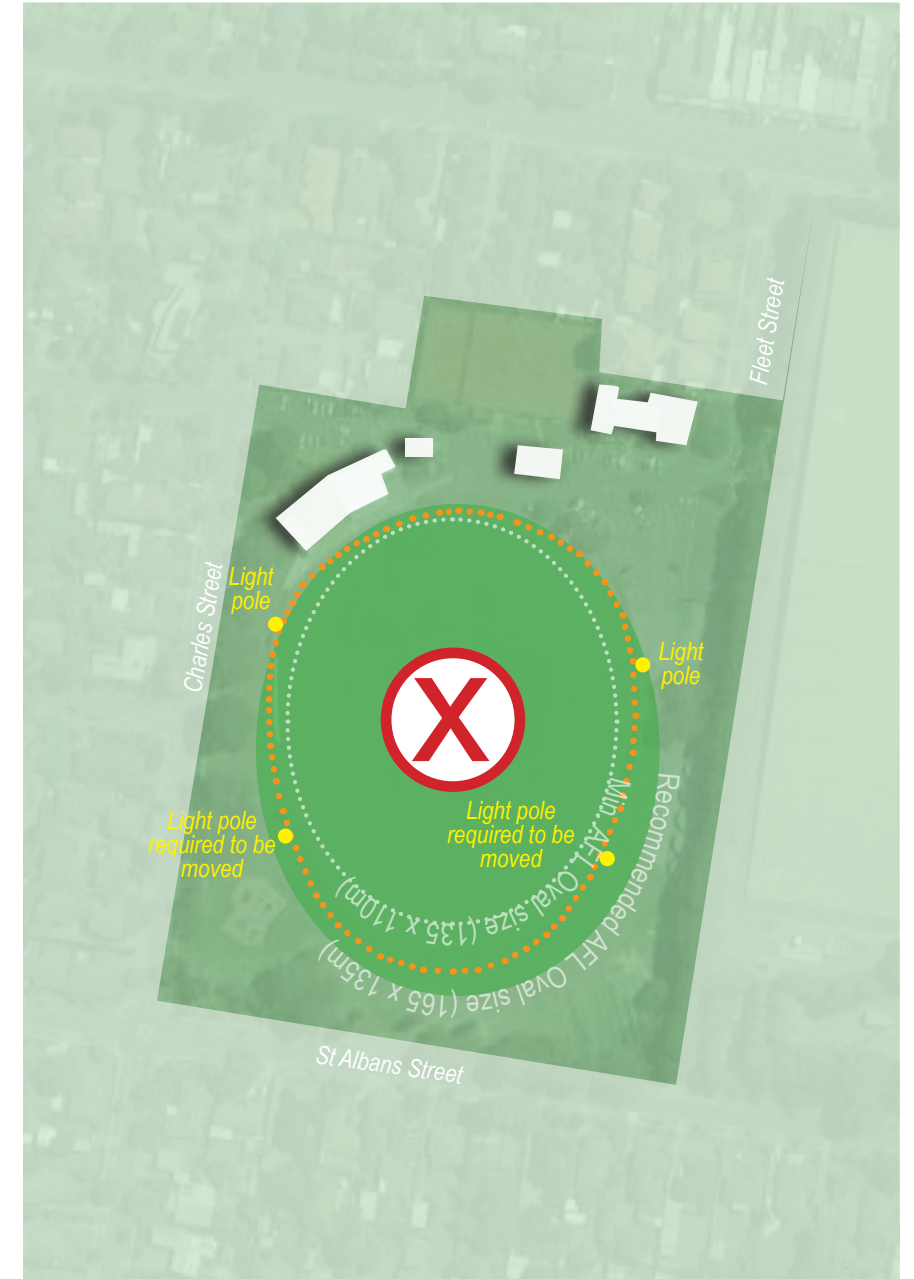 Fleet Street
Charles Street
Light
pole
Light
pole
X
Light pole
required to be
moved
Light pole
required to be
moved
Min. AFL Oval size (135 x 110m)
Recommended AFL Oval size (165 x 135m)
St Albans Street